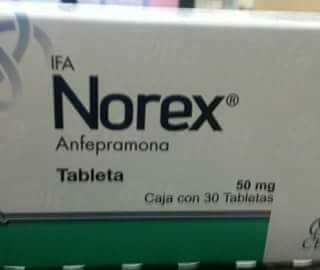 IFA
Norex®
Anfepramona
Tableta
50 mg
Caja con 30 Tabletas